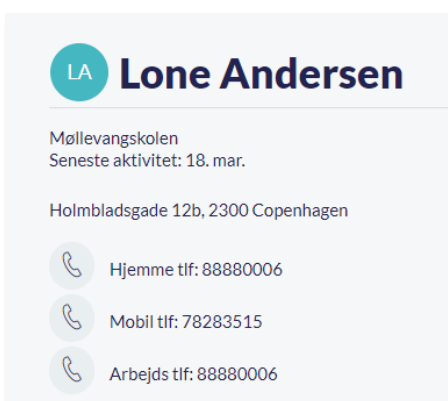 LA Lone Andersen
Møllevangskolen
Seneste aktivitet: 18. mar.
Holmbladsgade 12b, 2300 Copenhagen
Hjemme tlf: 88880006
Mobil tlf: 78283515
Arbejds tlf: 88880006